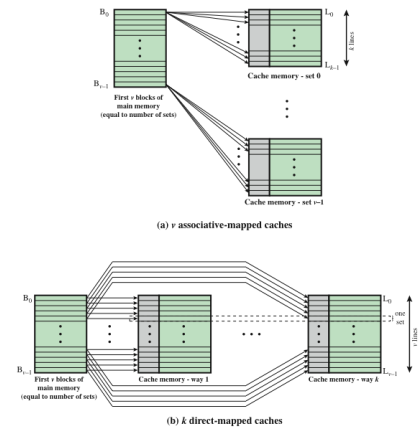 B0
L0
k lines
Lk–1
Cache memory - set 0
Bv–1
First v blocks of
main memory
(equal to number of sets)
Cache memory - set v–1
(a) v associative-mapped caches
B0
L0
one
set
v lines
Bv–1
Lv–1
First v blocks of
main memory
(equal to number of sets)
Cache memory - way 1
Cache memory - way k
(b) k direct-mapped caches